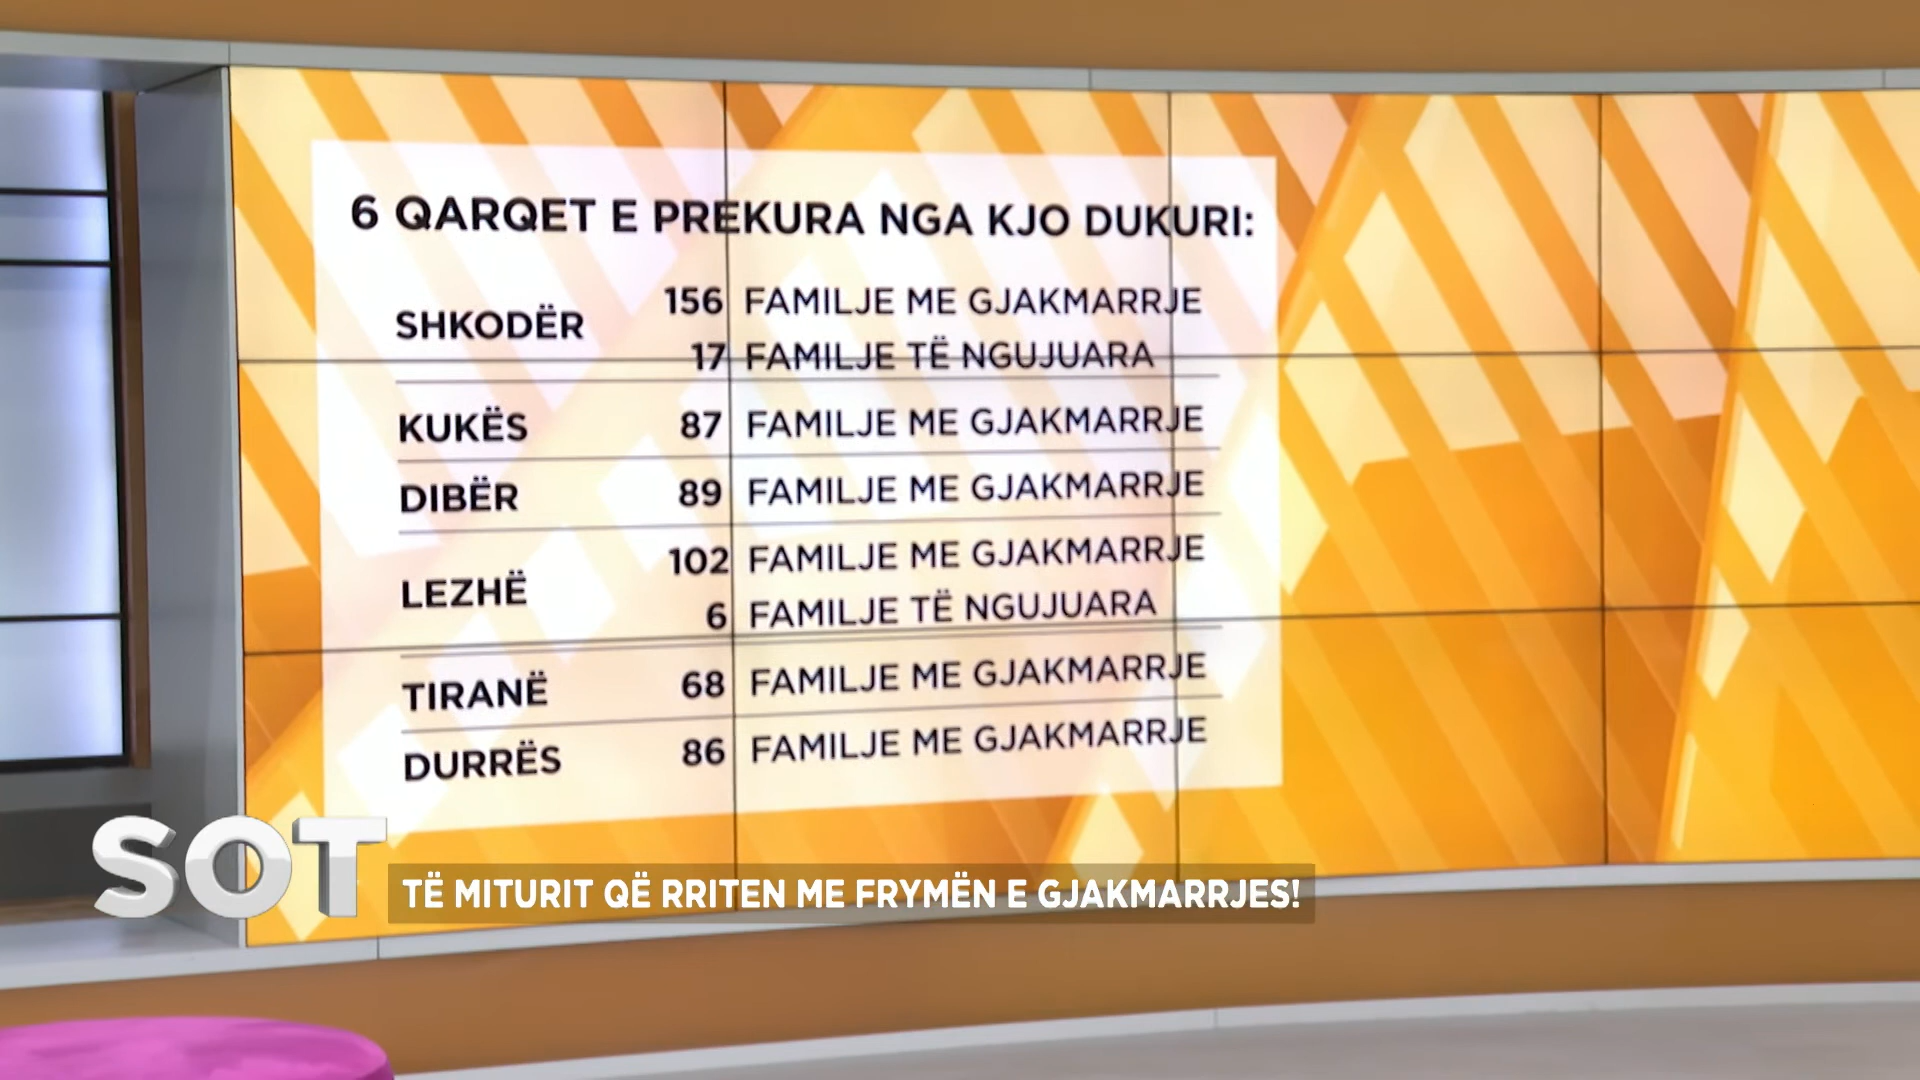 6 QARQET E PREKURA NGA KJO DUKURI:
SHKODËR
156 FAMILJE ME GJAKMARRJE
17 FAMILJE TË NGUJUARA
KUKËS 87 FAMILJE ME GJAKMARRJE
DIBËR 89 FAMILJE ME GJAKMARRJE
LEZHË
102 FAMILJE ME GJAKMARRJE
6 FAMILJE TË NGUJUARA
TIRANË 68 FAMILJE ME GJAKMARRJE
DURRËS 86 FAMILJE ME GJAKMARRJE
SOT
TË MITURIT QË RRITEN ME FRYMËN E GJAKMARRJES!